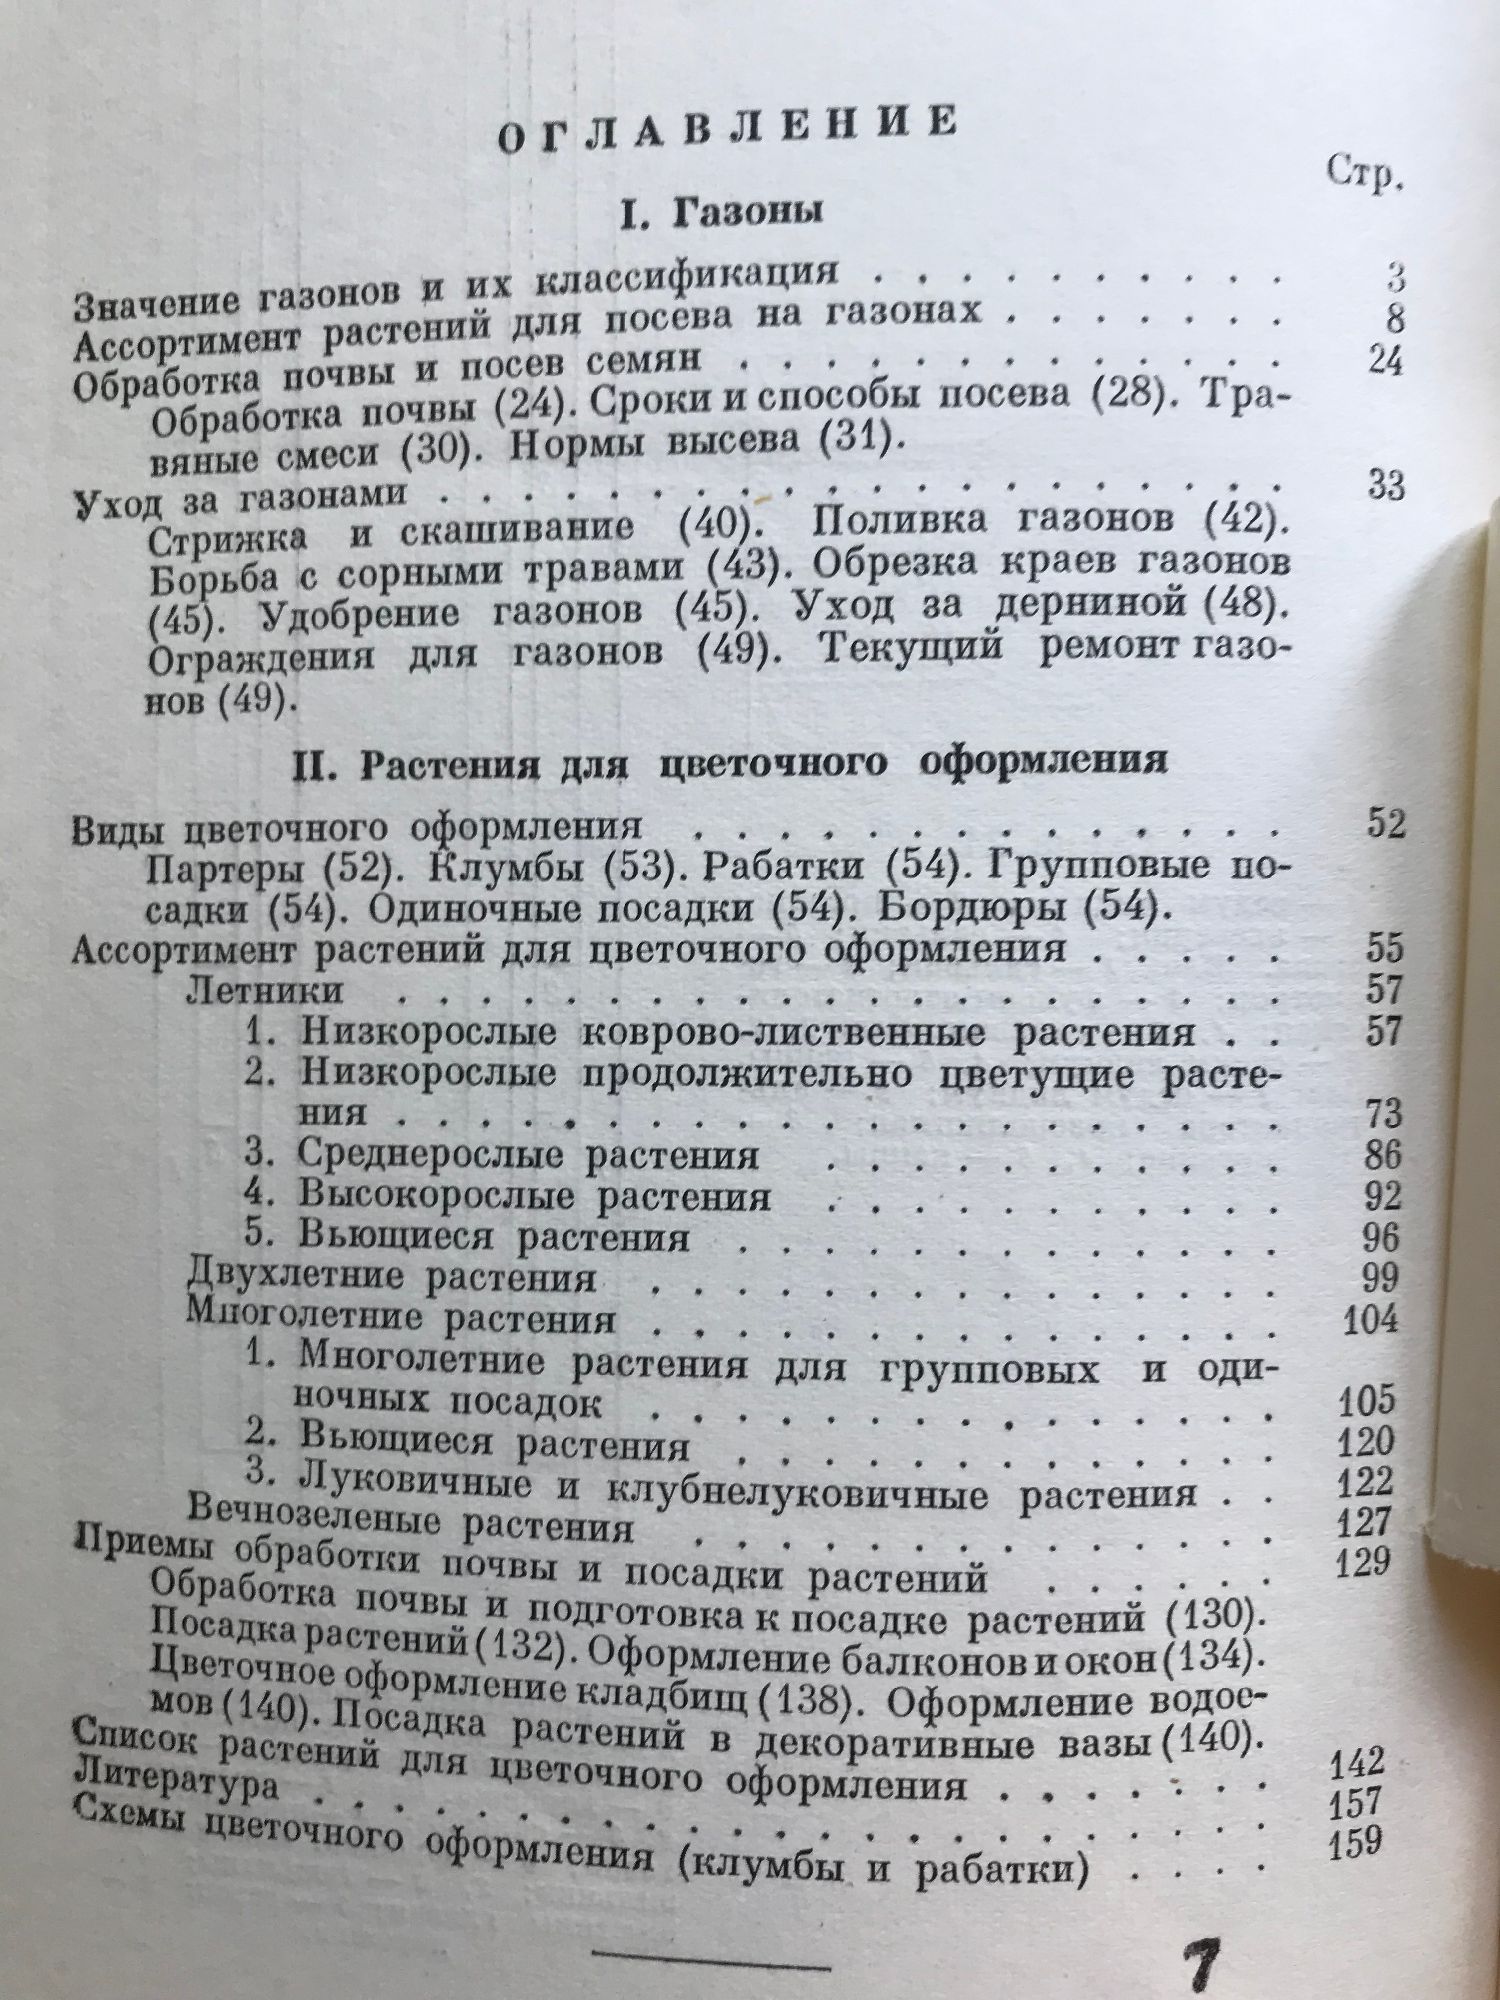 ОГЛАВЛЕНИЕ
Стр.
I. Газоны
Значение газонов и их классификация . . . . . . . . . . 3
Ассортимент растений для посева на газонах . . . . . . . 8
Обработка почвы и посев семян . . . . . . . . . . . . . 24
Обработка почвы (24). Сроки и способы посева (28). Тра-
вяные смеси (30). Нормы высева (31).
Уход за газонами . . . . . . . . . . . . . . . . . . . . 33
Стрижка и скашивание (40). Поливка газонов (42).
Борьба с сорными травами (43). Обрезка краев газонов
(45). Удобрение газонов (45). Уход за дерниной (48).
Ограждения для газонов (49). Текущий ремонт газо-
нов (49).
II. Растения для цветочного оформления
Виды цветочного оформления . . . . . . . . . . . . . . 52
Партеры (52). Клумбы (53). Рабатки (54). Групповые по-
садки (54). Одиночные посадки (54). Бордюры (54).
Ассортимент растений для цветочного оформления . . . . . 55
Летники . . . . . . . . . . . . . . . . . . . . . 57
1. Низкорослые коврово-лиственные растения . . 57
2. Низкорослые продолжительно цветущие расте-
ния . . . . . . . . . . . . . . . . . . . . . 73
3. Среднерослые растения . . . . . . . . . . . 86
4. Высокорослые растения . . . . . . . . . . . 92
5. Вьющиеся растения . . . . . . . . . . . . . 96
Двухлетние растения . . . . . . . . . . . . . . . 99
Многолетние растения . . . . . . . . . . . . . . . 104
1. Многолетние растения для групповых и оди-
ночных посадок . . . . . . . . . . . . . . . 105
2. Вьющиеся растения . . . . . . . . . . . . . 120
3. Луковичные и клубнелуковичные растения . . 122
Вечнозеленые растения . . . . . . . . . . . . . . 127
Приемы обработки почвы и посадки растений . . . . . . 129
Обработка почвы и подготовка к посадке растений (130).
Посадка растений (132). Оформление балконов и окон (134).
Цветочное оформление кладбищ (138). Оформление водое-
мов (140). Посадка растений в декоративные вазы (140).
Список растений для цветочного оформления . . . . . . . 142
Литература . . . . . . . . . . . . . . . . . . . . . . . 157
Схемы цветочного оформления (клумбы и рабатки) . . . . 159
7